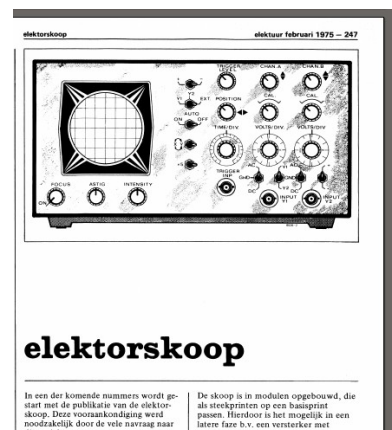 elektorskoop
elektuur februari 1975 — 247
TRIGGER LEVEL
CHAN.A
CHAN.B
Y1
Y2
EXT.
POSITION
CAL.
CAL.
AUTO
ON
OFF
TIME/DIV.
VOLTS/DIV.
VOLTS/DIV.
TRIGGER INP.
AC
GND
DC
Y1
Y2
AC
GND
DC
INPUT Y1
INPUT Y2
FOCUS
ASTIG
INTENSITY
ON
elektorskoop
In een der komende nummers wordt ge-
start met de publikatie van de elektor-
skoop. Deze vooraankondiging werd
noodzakelijk door de vele navraag naar
De skoop is in modulen opgebouwd, die
als steekprinten op een basisprint
passen. Hierdoor is het mogelijk in een
latere faze b.v. een versterker met